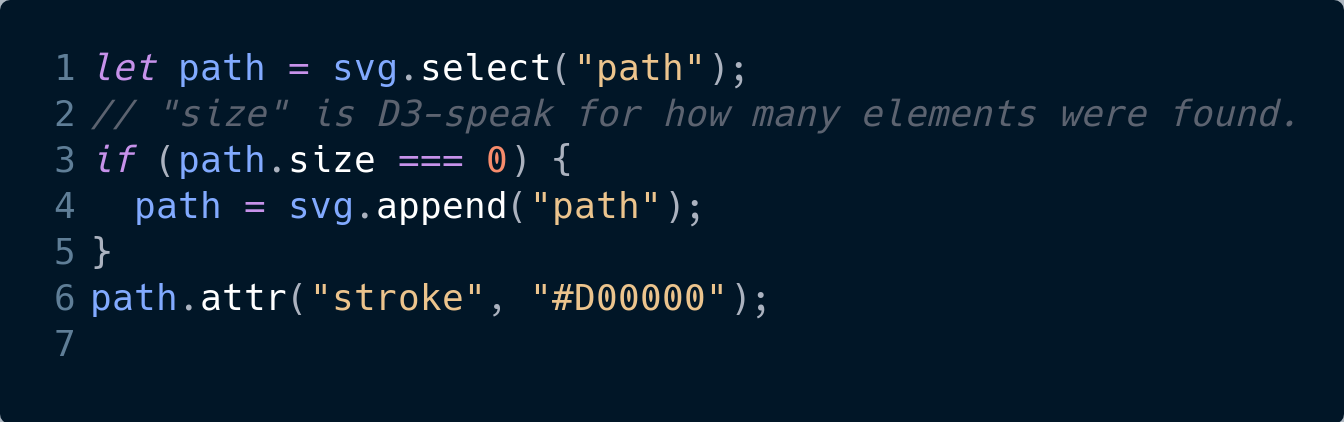 1 let path = svg.select("path");
2 // "size" is D3-speak for how many elements were found.
3 if (path.size === 0) {
4   path = svg.append("path");
5 }
6 path.attr("stroke", "#D00000");
7